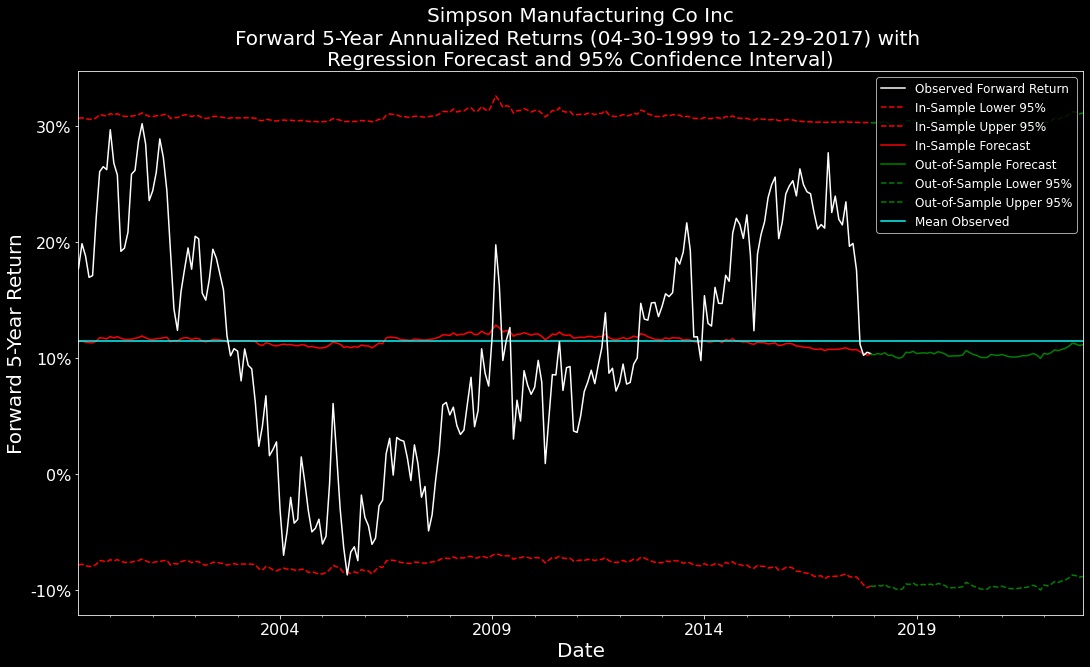 Simpson Manufacturing Co Inc
Forward 5-Year Annualized Returns (04-30-1999 to 12-29-2017) with
Regression Forecast and 95% Confidence Interval)
Observed Forward Return
In-Sample Lower 95%
In-Sample Upper 95%
In-Sample Forecast
Out-of-Sample Forecast
Out-of-Sample Lower 95%
Out-of-Sample Upper 95%
Mean Observed
Forward 5-Year Return
30%
20%
10%
0%
-10%
2004
2009
2014
2019
Date